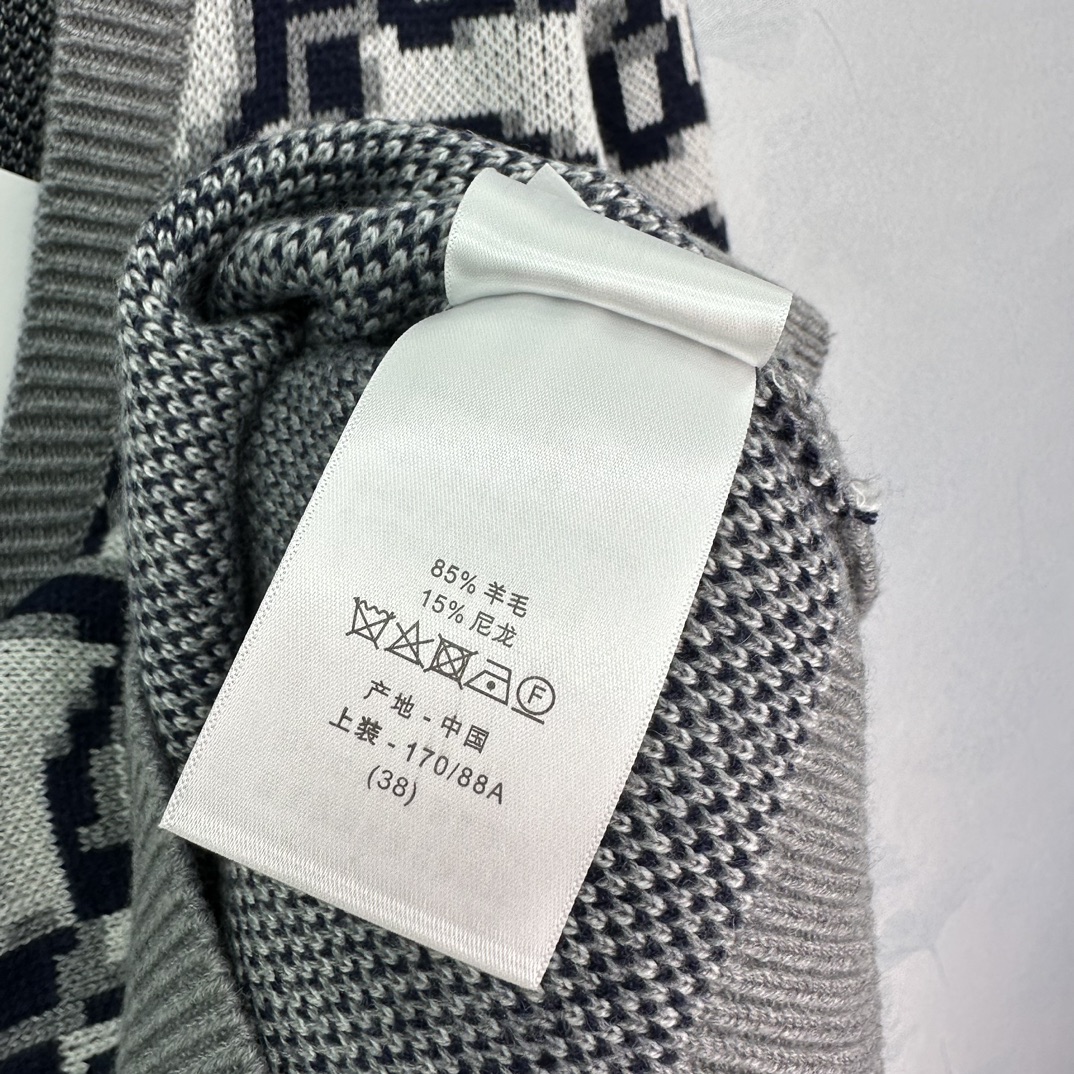 85% 羊毛
15% 尼龙
F
产地 - 中国
上装 - 170/88A
(38)